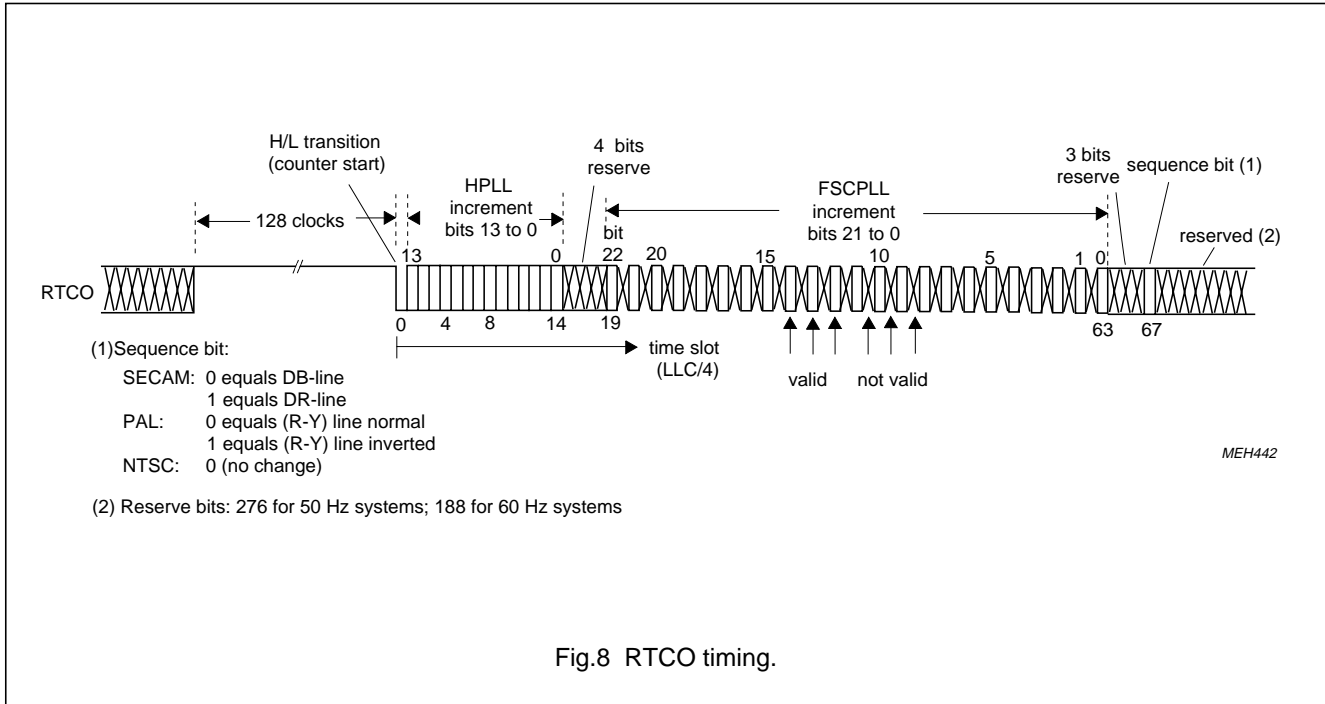 H/L transition
(counter start)
4 bits
reserve
3 bits
reserve
sequence bit (1)
HPLL
increment
bits 13 to 0
FSCPLL
increment
bits 21 to 0
128 clocks
reserved (2)
bit
13 0 22 20 15 10 5 1 0
RTCO
0 4 8 14 19 63 67
time slot
(LLC/4)
valid not valid
(1)Sequence bit:
SECAM: 0 equals DB-line
1 equals DR-line
PAL: 0 equals (R-Y) line normal
1 equals (R-Y) line inverted
NTSC: 0 (no change)
MEH442
(2) Reserve bits: 276 for 50 Hz systems; 188 for 60 Hz systems
Fig.8 RTCO timing.